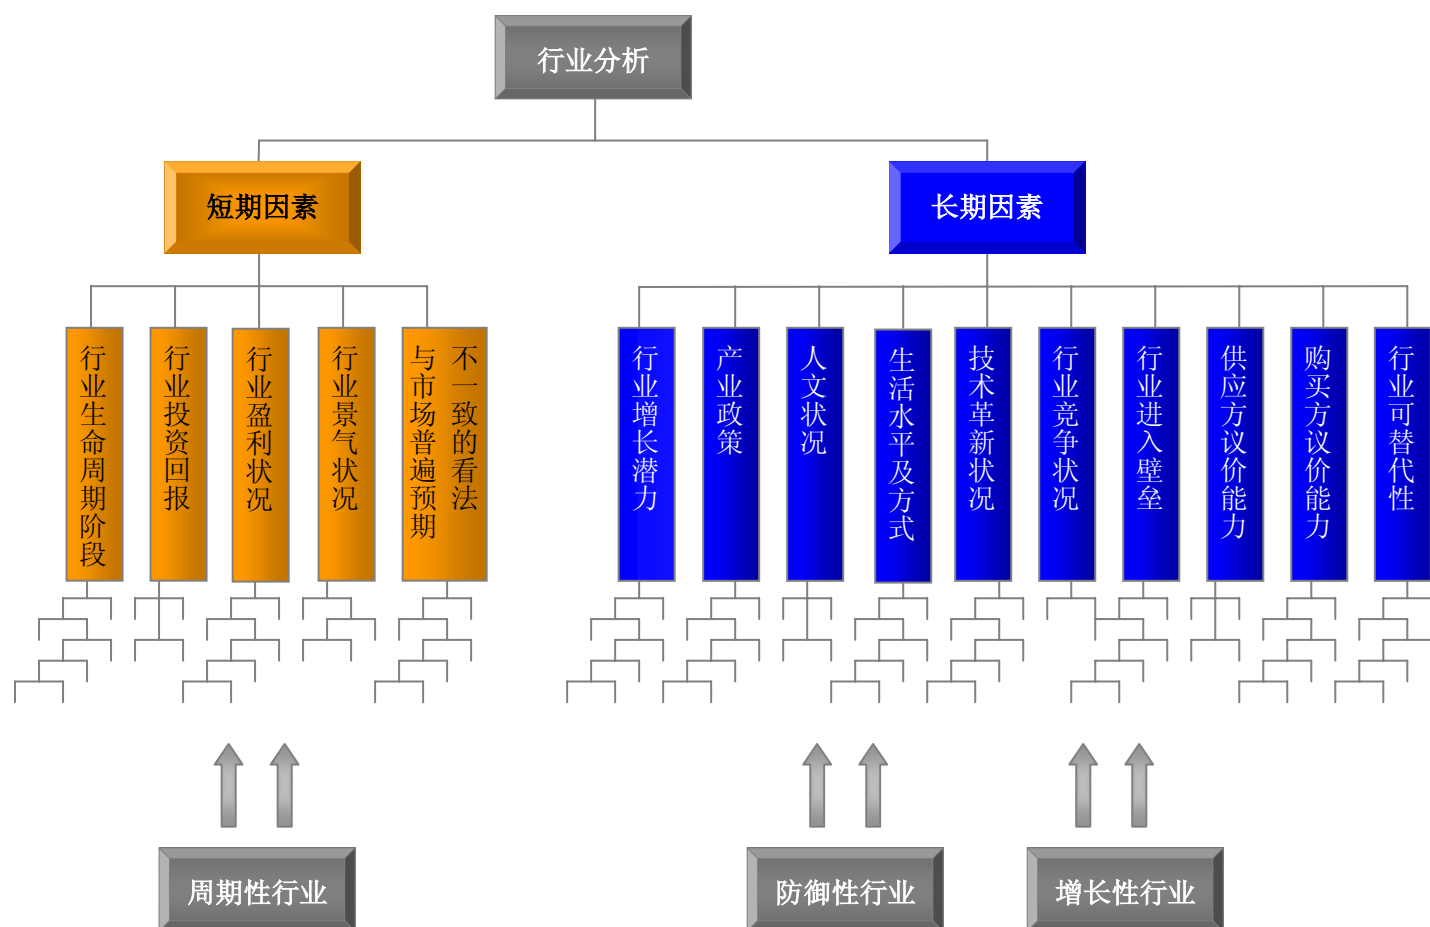 行业分析
短期因素
长期因素
行业生命周期阶段
行业投资回报
行业盈利状况
行业景气状况
与市场普遍预期
不一致的看法
行业增长潜力
产业政策
人文状况
生活水平及方式
技术革新状况
行业竞争状况
行业进入壁垒
供应方议价能力
购买方议价能力
行业可替代性
周期性行业
防御性行业
增长性行业